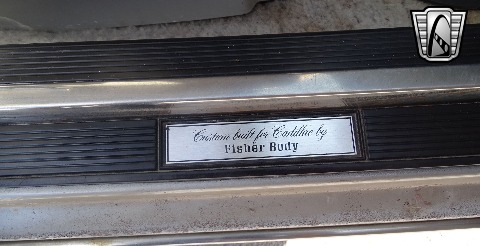 Custom built for Cadillac by
Fisher Body